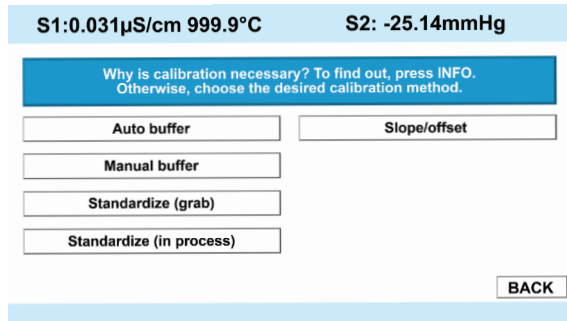 S1:0.031µS/cm 999.9°C S2: -25.14mmHg
Why is calibration necessary? To find out, press INFO.
Otherwise, choose the desired calibration method.
Auto buffer
Slope/offset
Manual buffer
Standardize (grab)
Standardize (in process)
BACK